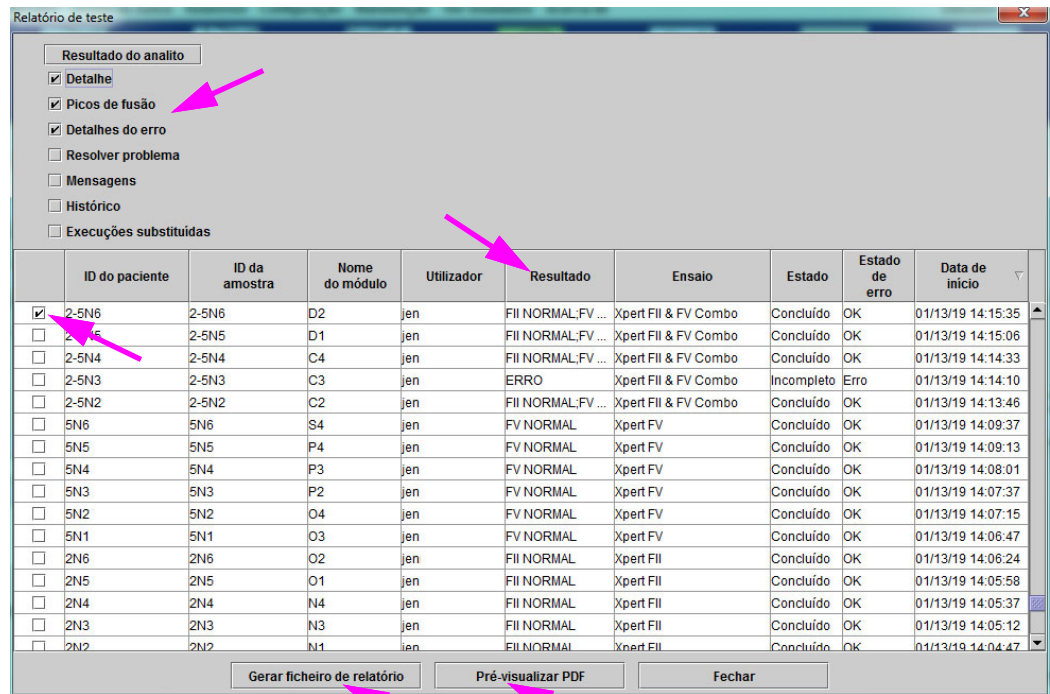 Relatório de teste
Resultado do analito
Detalhe
Picos de fusão
Detalhes do erro
Resolver problema
Mensagens
Histórico
Execuções substituídas
ID do paciente ID da amostra Nome do módulo Utilizador Resultado Ensaio Estado Estado de erro Data de início
2-5N6 2-5N6 D2 jen FII NORMAL;FV ... Xpert FII & FV Combo Concluído OK 01/13/19 14:15:35
2-5N5 D1 jen FII NORMAL;FV ... Xpert FII & FV Combo Concluído OK 01/13/19 14:15:06
2-5N4 2-5N4 C4 jen FII NORMAL;FV ... Xpert FII & FV Combo Concluído OK 01/13/19 14:14:33
2-5N3 2-5N3 C3 jen ERRO Xpert FII & FV Combo Incompleto Erro 01/13/19 14:14:10
2-5N2 2-5N2 C2 jen FII NORMAL;FV ... Xpert FII & FV Combo Concluído OK 01/13/19 14:13:46
5N6 5N6 S4 jen FV NORMAL Xpert FV Concluído OK 01/13/19 14:09:37
5N5 5N5 P4 jen FV NORMAL Xpert FV Concluído OK 01/13/19 14:09:13
5N4 5N4 P3 jen FV NORMAL Xpert FV Concluído OK 01/13/19 14:08:01
5N3 5N3 P2 jen FV NORMAL Xpert FV Concluído OK 01/13/19 14:07:37
5N2 5N2 O4 jen FV NORMAL Xpert FV Concluído OK 01/13/19 14:07:15
5N1 5N1 O3 jen FV NORMAL Xpert FV Concluído OK 01/13/19 14:06:47
2N6 2N6 O2 jen FII NORMAL Xpert FII Concluído OK 01/13/19 14:06:24
2N5 2N5 O1 jen FII NORMAL Xpert FII Concluído OK 01/13/19 14:05:58
2N4 2N4 N4 jen FII NORMAL Xpert FII Concluído OK 01/13/19 14:05:37
2N3 2N3 N3 jen FII NORMAL Xpert FII Concluído OK 01/13/19 14:05:12
2N2 2N2 N1 jen FII NORMAL Xpert FII Concluído OK 01/13/19 14:04:47
Gerar ficheiro de relatório Pré-visualizar PDF Fechar